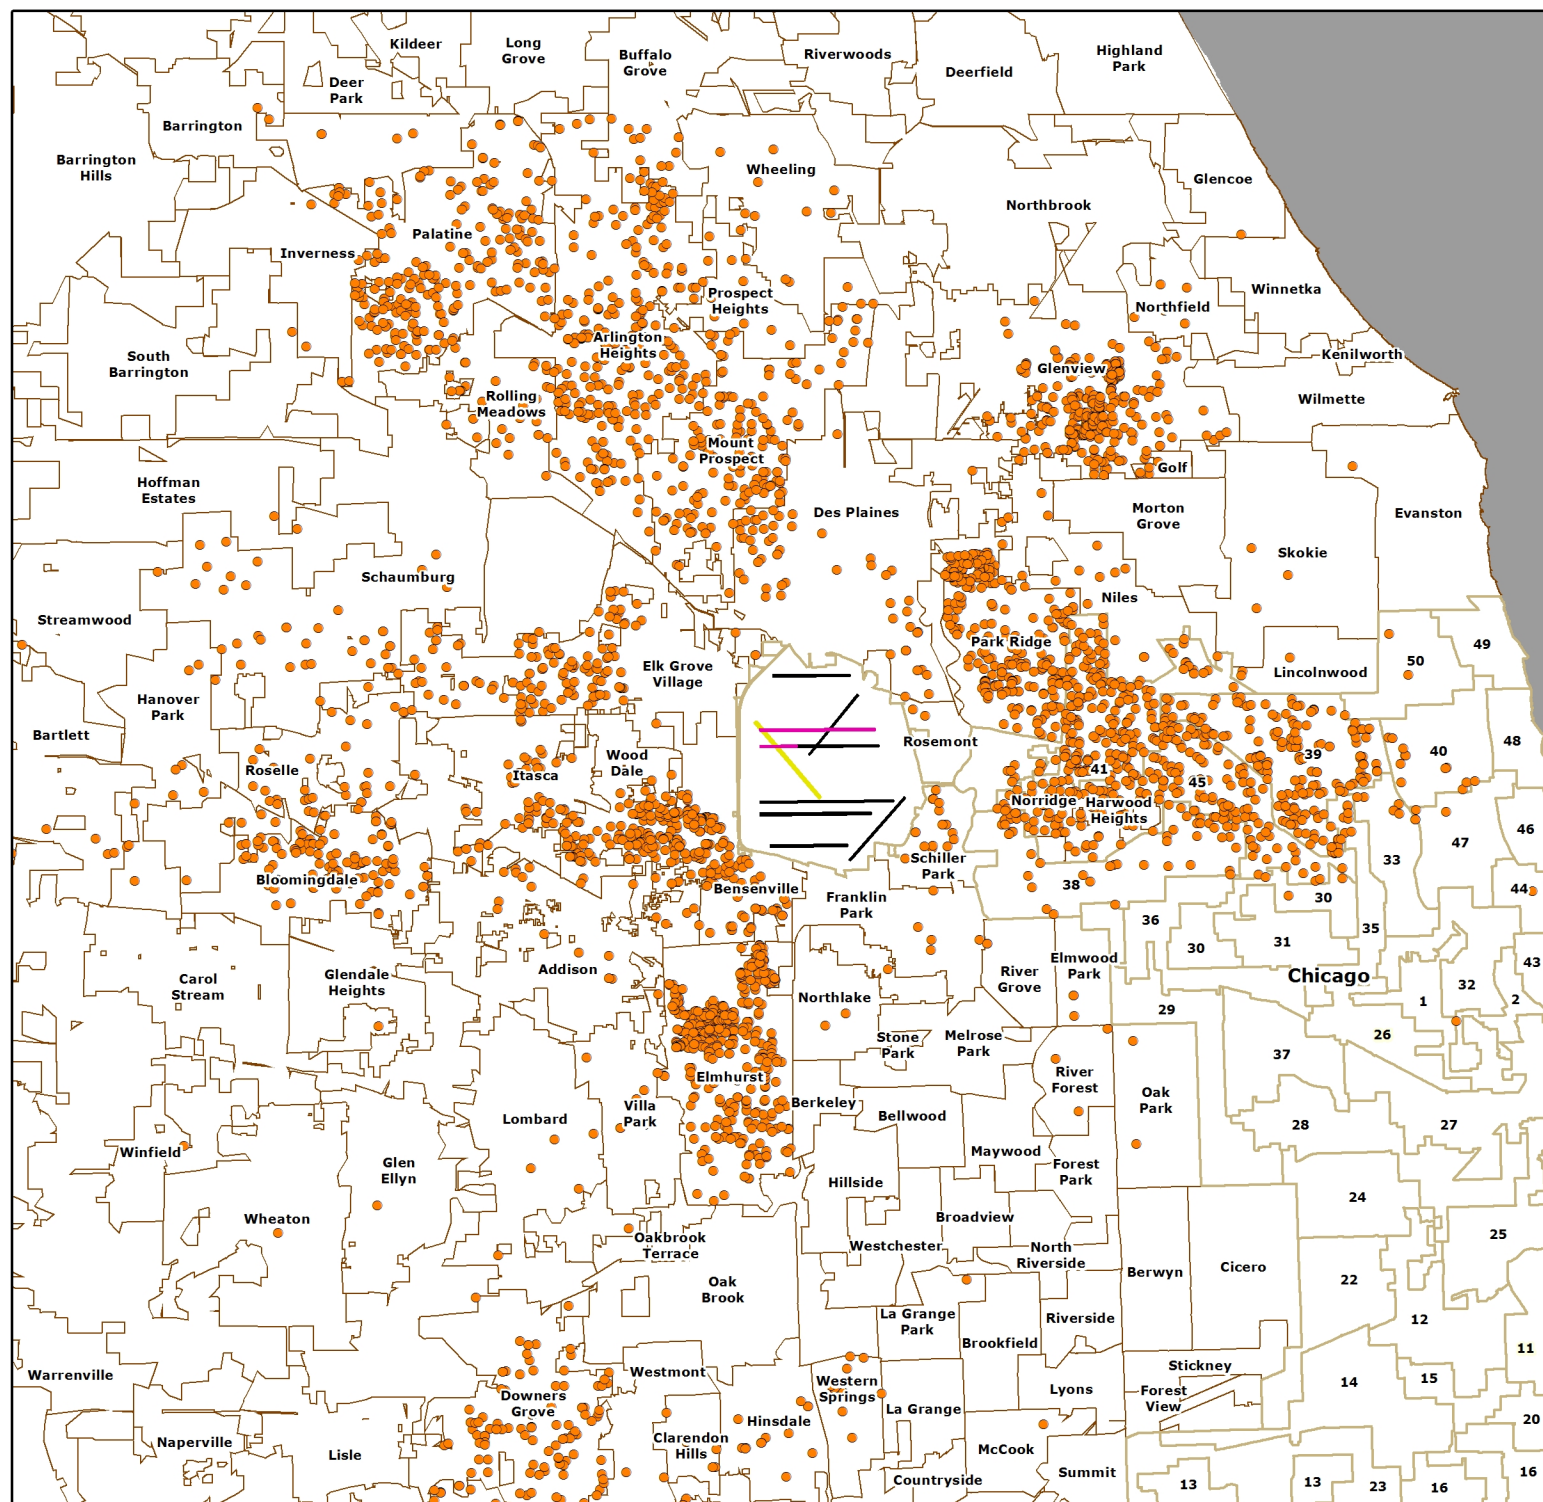 Kildeer
Long
Grove
Buffalo
Grove
Riverwoods
Deerfield
Highland
Park
Deer
Park
Barrington
Barrington
Hills
Wheeling
Glencoe
Northbrook
Palatine
Inverness
Prospect
Heights
Northfield
Winnetka
Arlington
Heights
South
Barrington
Kenilworth
Glenview
Rolling
Meadows
Wilmette
Mount
Prospect
Golf
Hoffman
Estates
Des Plaines
Morton
Grove
Evanston
Skokie
Schaumburg
Niles
Streamwood
Park Ridge
49
50
Elk Grove
Village
Lincolnwood
Hanover
Park
Bartlett
Rosemont
48
40
39
Wood
Dale
Roselle
Itasca
41
45
Norridge
Harwood
Heights
46
47
33
Schiller
Park
Bloomingdale
Bensenville
38
44
Franklin
Park
30
36
35
30
31
Elmwood
Park
43
Addison
Chicago
Carol
Stream
Glendale
Heights
River
Grove
32
Northlake
1
2
29
26
Stone
Park
Melrose
Park
37
River
Forest
Elmhurst
Oak
Park
Berkeley
Villa
Park
Bellwood
Lombard
28
27
Winfield
Maywood
Glen
Ellyn
Forest
Park
Hillside
24
Wheaton
Broadview
25
Oakbrook
Terrace
Westchester
North
Riverside
Berwyn
Cicero
22
Oak
Brook
La Grange
Park
Riverside
12
Brookfield
11
Stickney
Westmont
Warrenville
Western
Springs
Lyons
14
15
Forest
View
Downers
Grove
La Grange
Hinsdale
20
Naperville
Clarendon
Hills
McCook
Lisle
Summit
16
Countryside
13
13
23
16